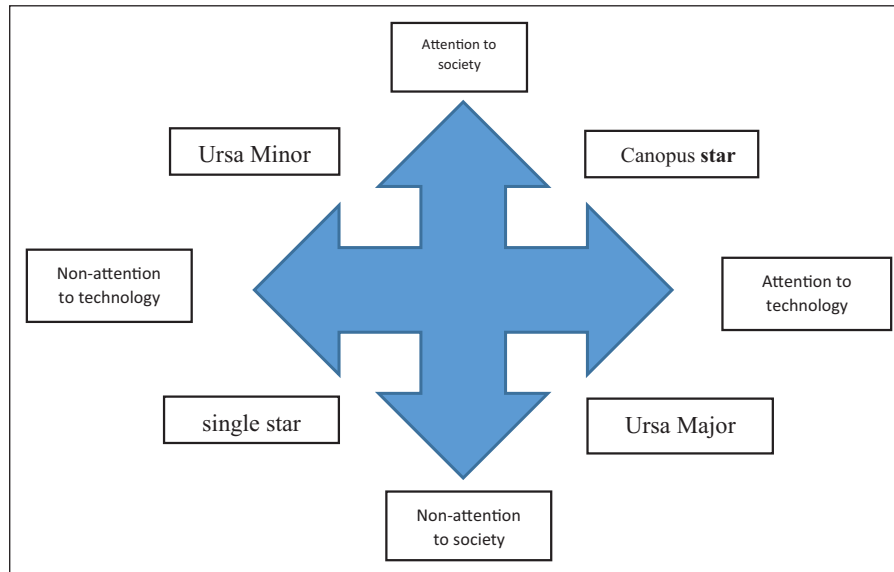 Attention to
society
Ursa Minor
Canopus star
Non-attention
to technology
Attention to
technology
single star
Ursa Major
Non-attention
to society